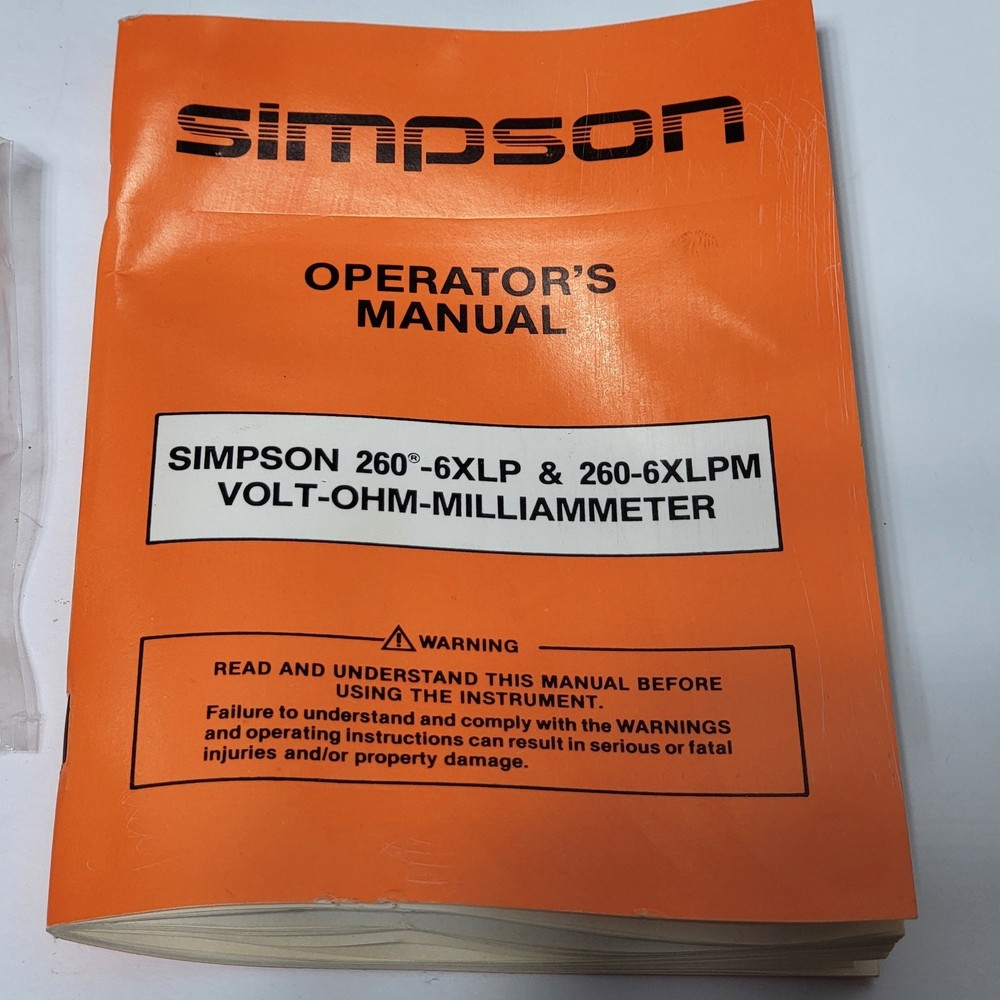 simpson
OPERATOR'S
MANUAL
SIMPSON 260®-6XLP & 260-6XLPM
VOLT-OHM-MILLIAMMETER
WARNING
READ AND UNDERSTAND THIS MANUAL BEFORE
USING THE INSTRUMENT.
Failure to understand and comply with the WARNINGS
and operating instructions can result in serious or fatal
injuries and/or property damage.